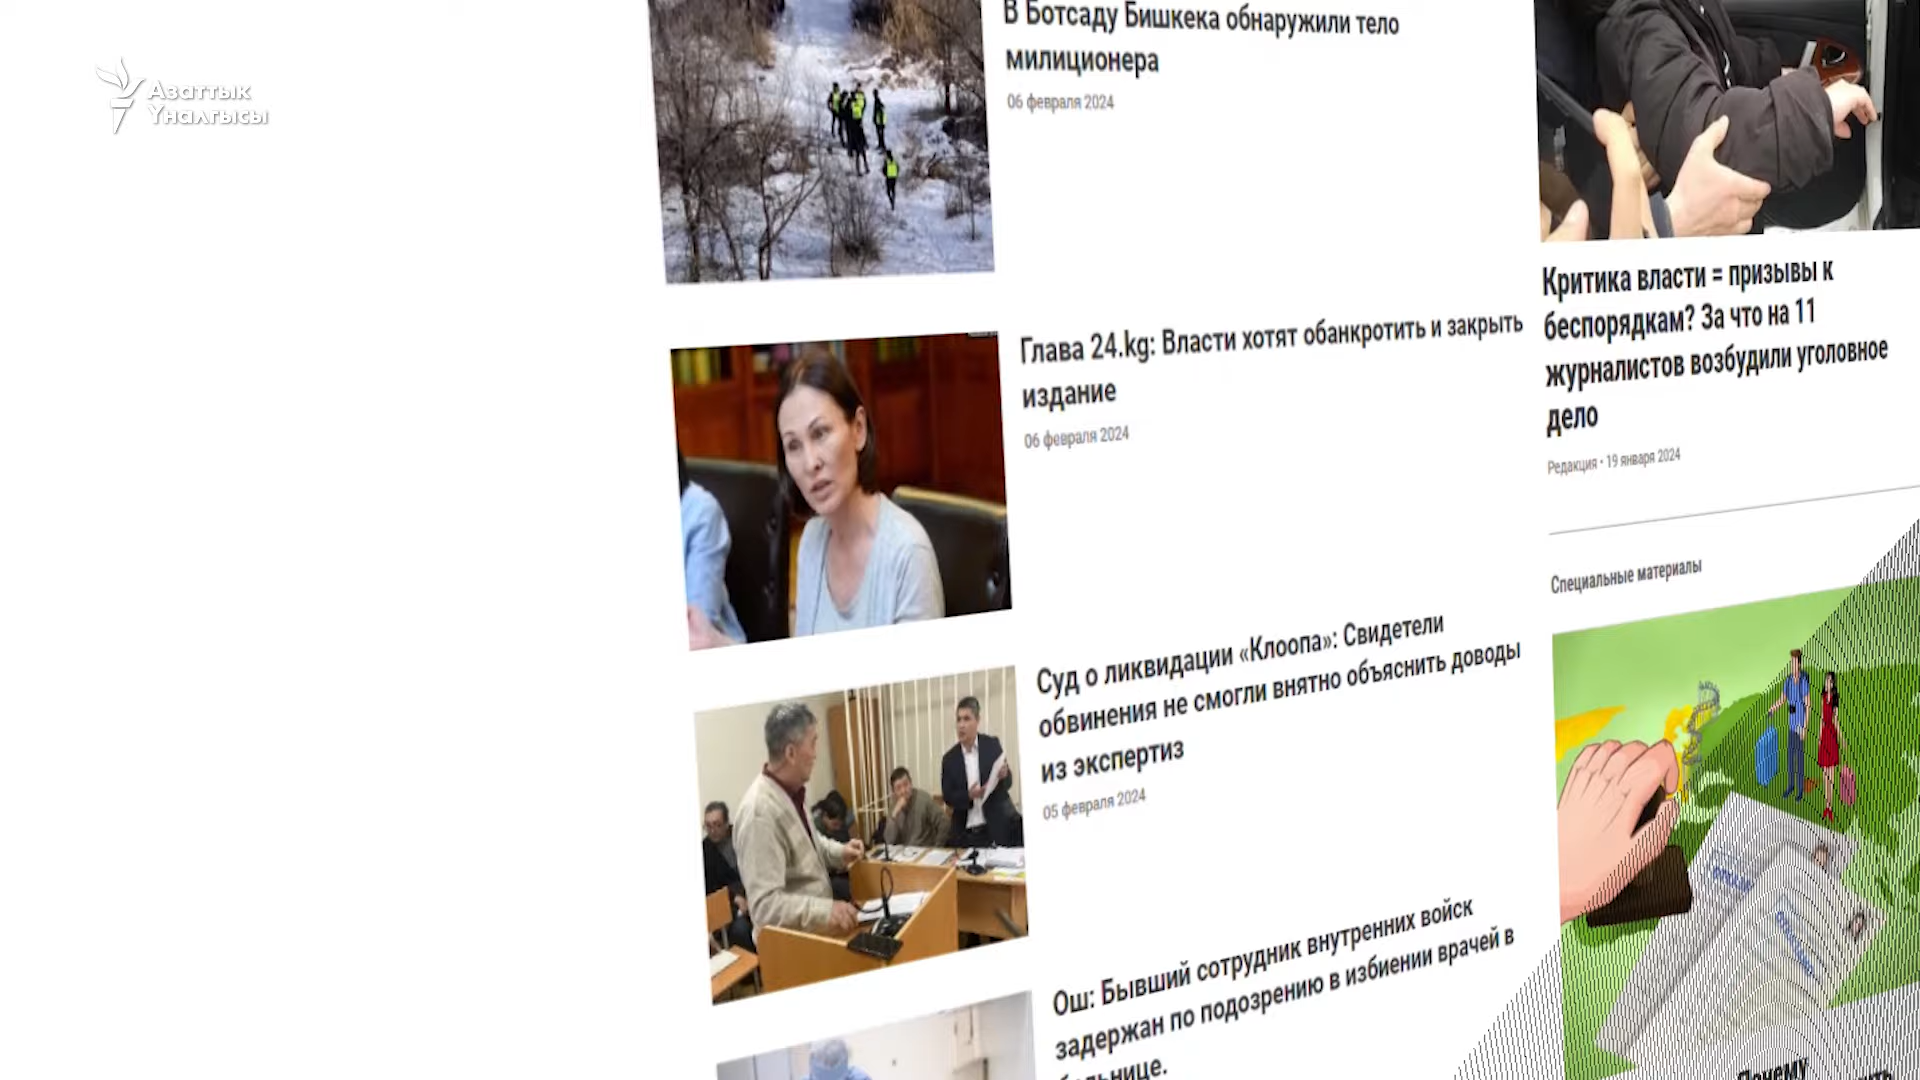 Азаттык
Үналгысы
В Ботсаду Бишкека обнаружили тело
милиционера
06 февраля 2024
Глава 24.kg: Власти хотят обанкротить и закрыть
издание
06 февраля 2024
Суд о ликвидации «Клоопа»: Свидетели
обвинения не смогли внятно объяснить доводы
из экспертиз
05 февраля 2024
Ош: Бывший сотрудник внутренних войск
задержан по подозрению в избиении врачей в
больнице.
Критика власти = призывы к
беспорядкам? За что на 11
журналистов возбудили уголовное
дело
Редакция • 19 января 2024
Специальные материалы
Почему